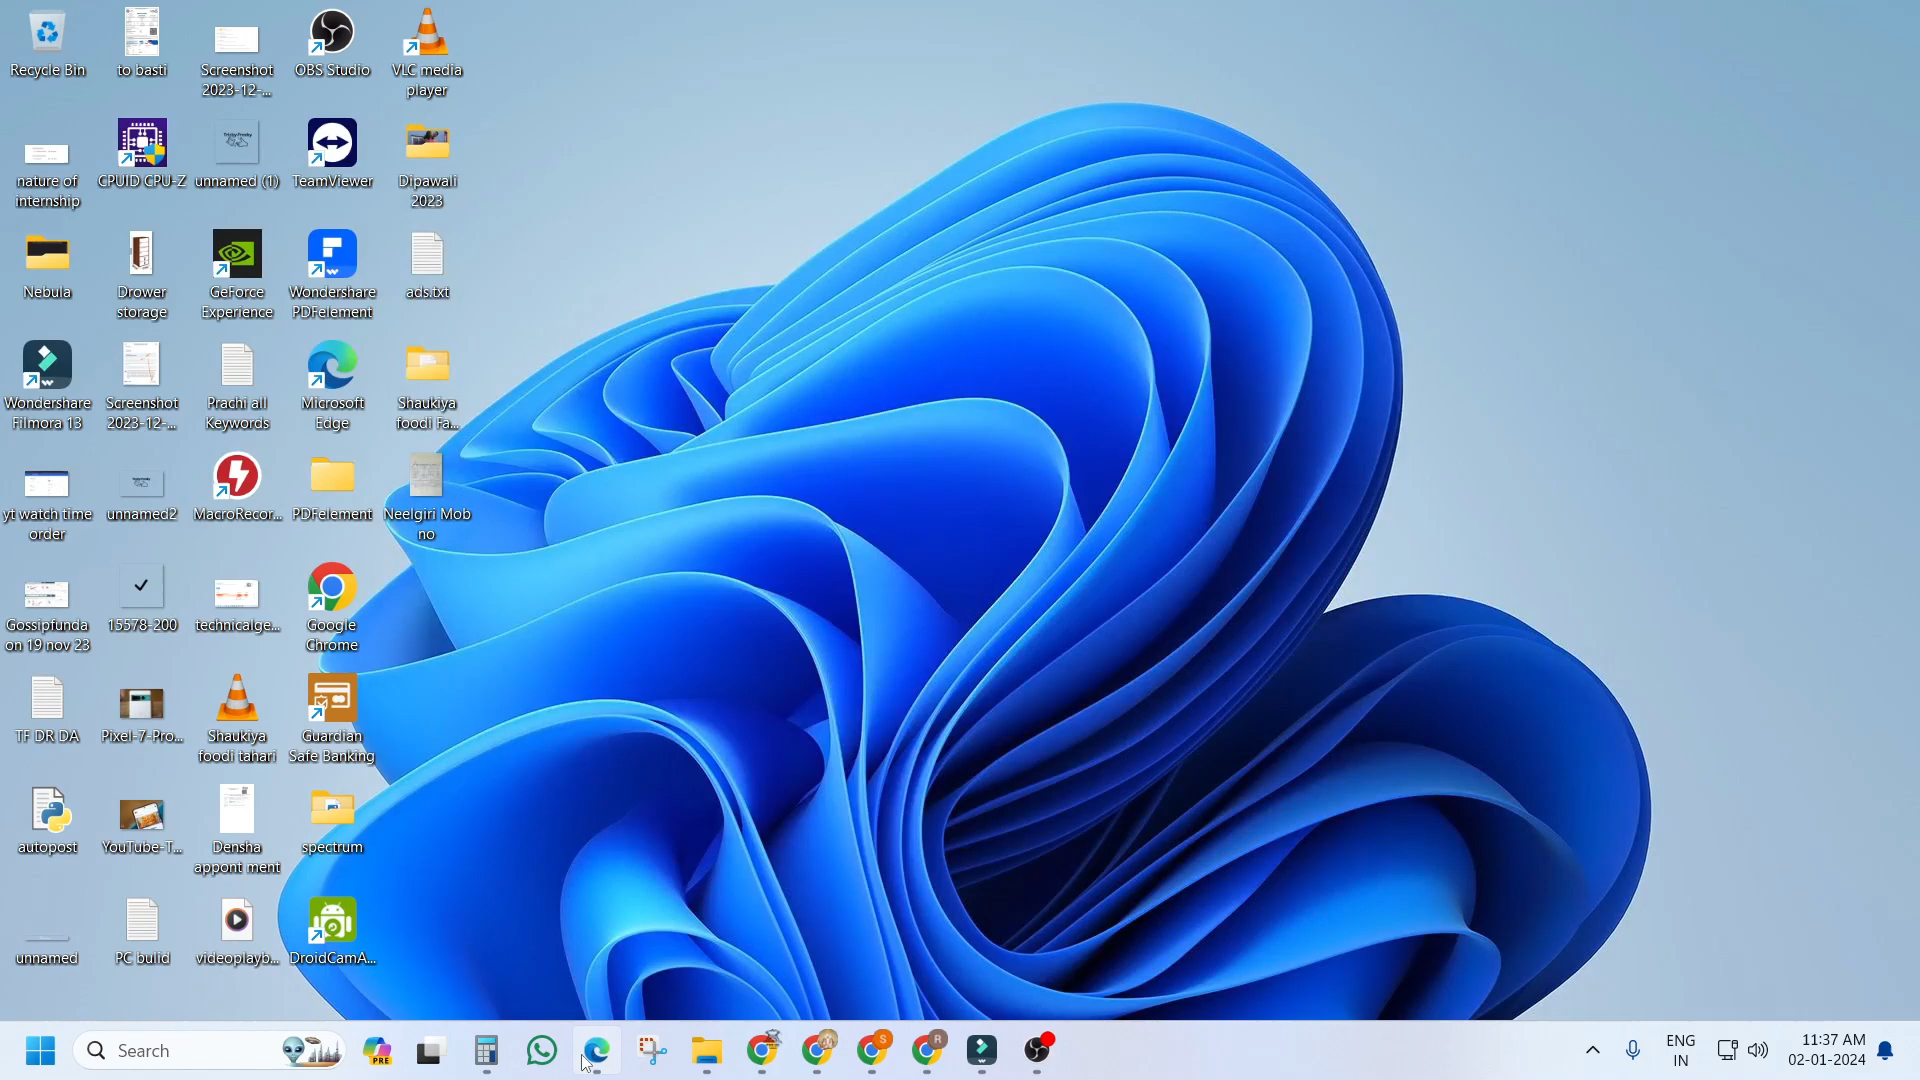 Recycle Bin
to basti
Screenshot
2023-12-...
OBS Studio
VLC media
player
nature of
internship
CPUID CPU-Z
unnamed (1)
TeamViewer
Dipawali
2023
Nebula
Drower
storage
GeForce
Experience
Wondershare
PDFelement
ads.txt
Wondershare
Filmora 13
Screenshot
2023-12-...
Prachi all
Keywords
Microsoft
Edge
Shaukiya
foodi Fa...
yt watch time
order
unnamed2
MacroRecor...
PDFelement
Neelgiri Mob
no
Gossipfunda
on 19 nov 23
15578-200
technicalge...
Google
Chrome
TF DR DA
Pixel-7-Pro...
Shaukiya
foodi tahari
Guardian
Safe Banking
autopost
YouTube-T...
Densha
appont ment
spectrum
unnamed
PC bulid
videoplayb...
DroidCamA...
Search
PRE
S
R
ENG
IN
11:37 AM
02-01-2024